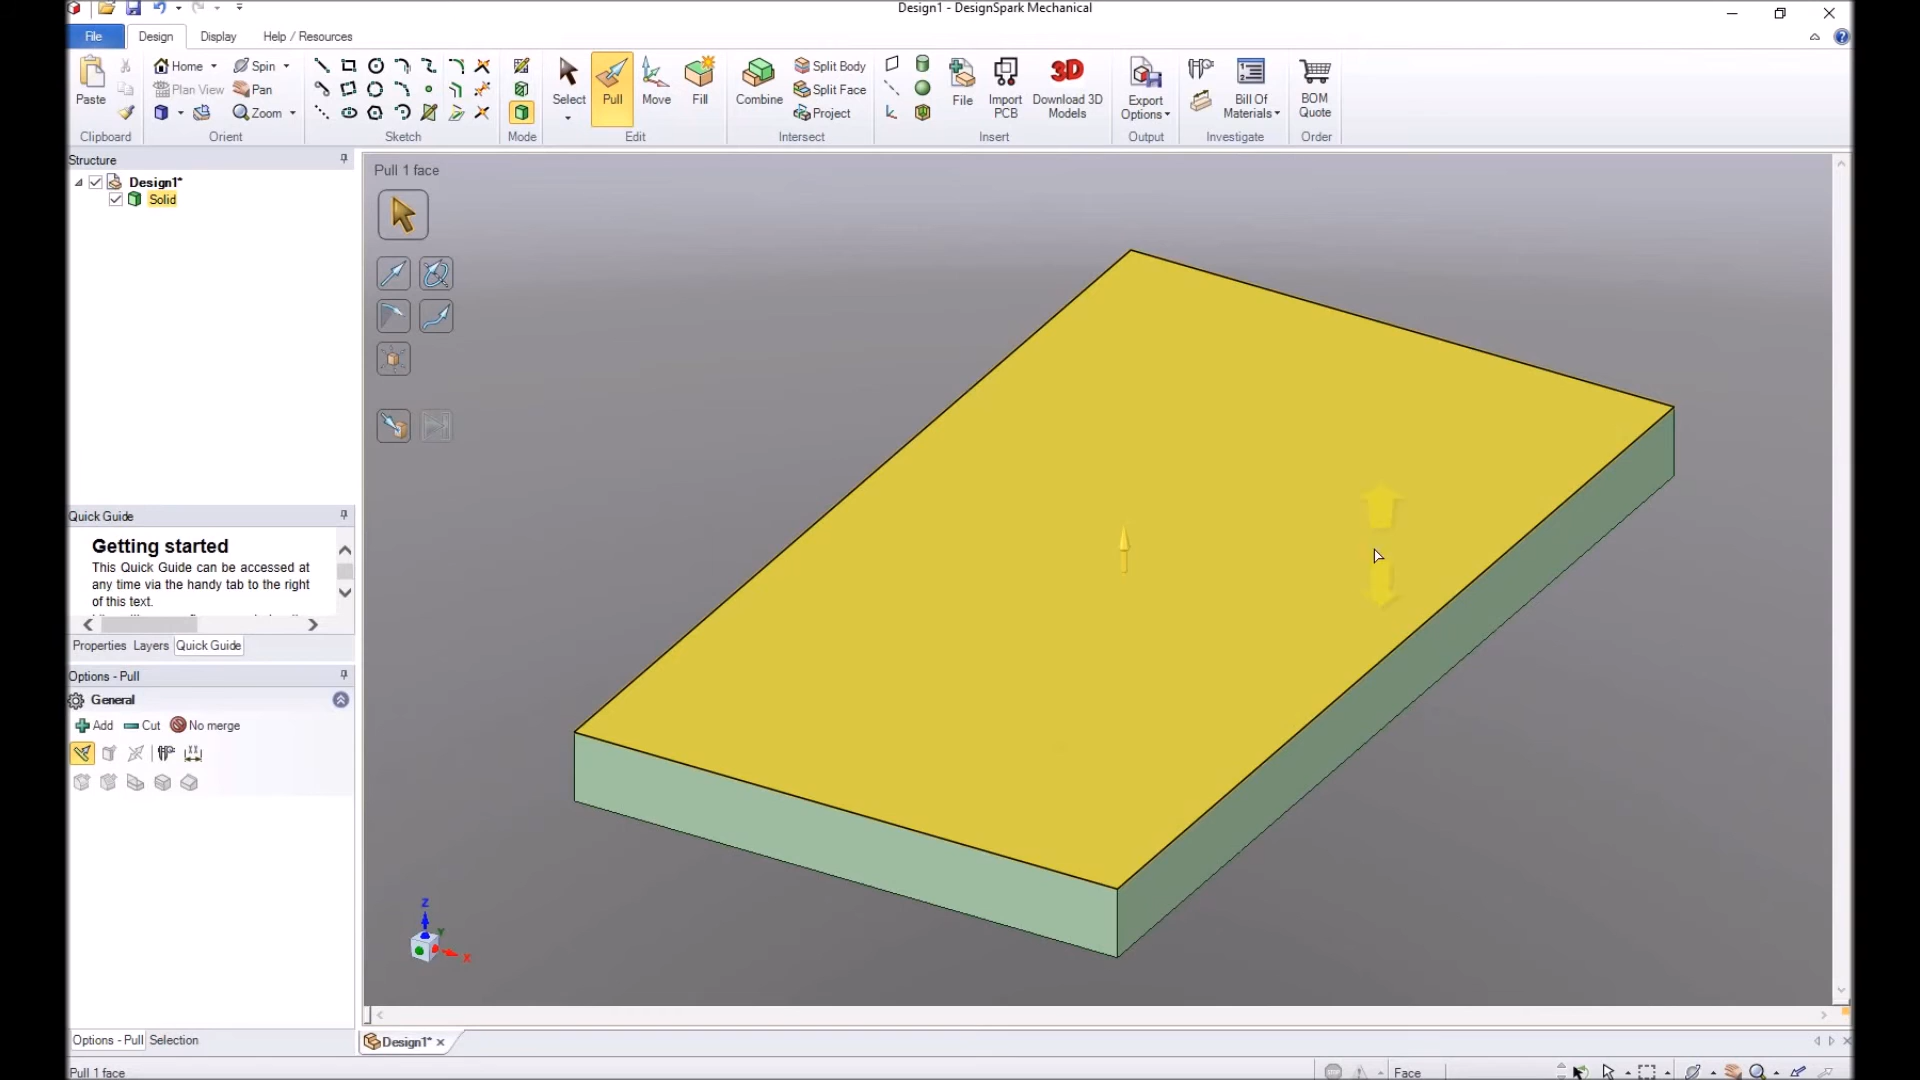 Design1 - DesignSpark Mechanical
File Design Display Help / Resources
Paste
Clipboard
Home Spin
Plan View Pan
Zoom
Orient
Sketch
Mode
Select Pull Move Fill
Edit
Combine
Split Body
Split Face
Project
Intersect
File
Import PCB
Download 3D Models
3D
Insert
Export Options
Output
Bill Of Materials
Investigate
BOM Quote
Order
Structure
Design1*
Solid
Pull 1 face
Quick Guide
Getting started
This Quick Guide can be accessed at
any time via the handy tab to the right
of this text.
Properties Layers Quick Guide
Options - Pull
General
Add Cut No merge
Z
Y
X
Options - Pull Selection
Design1*
Pull 1 face
Face